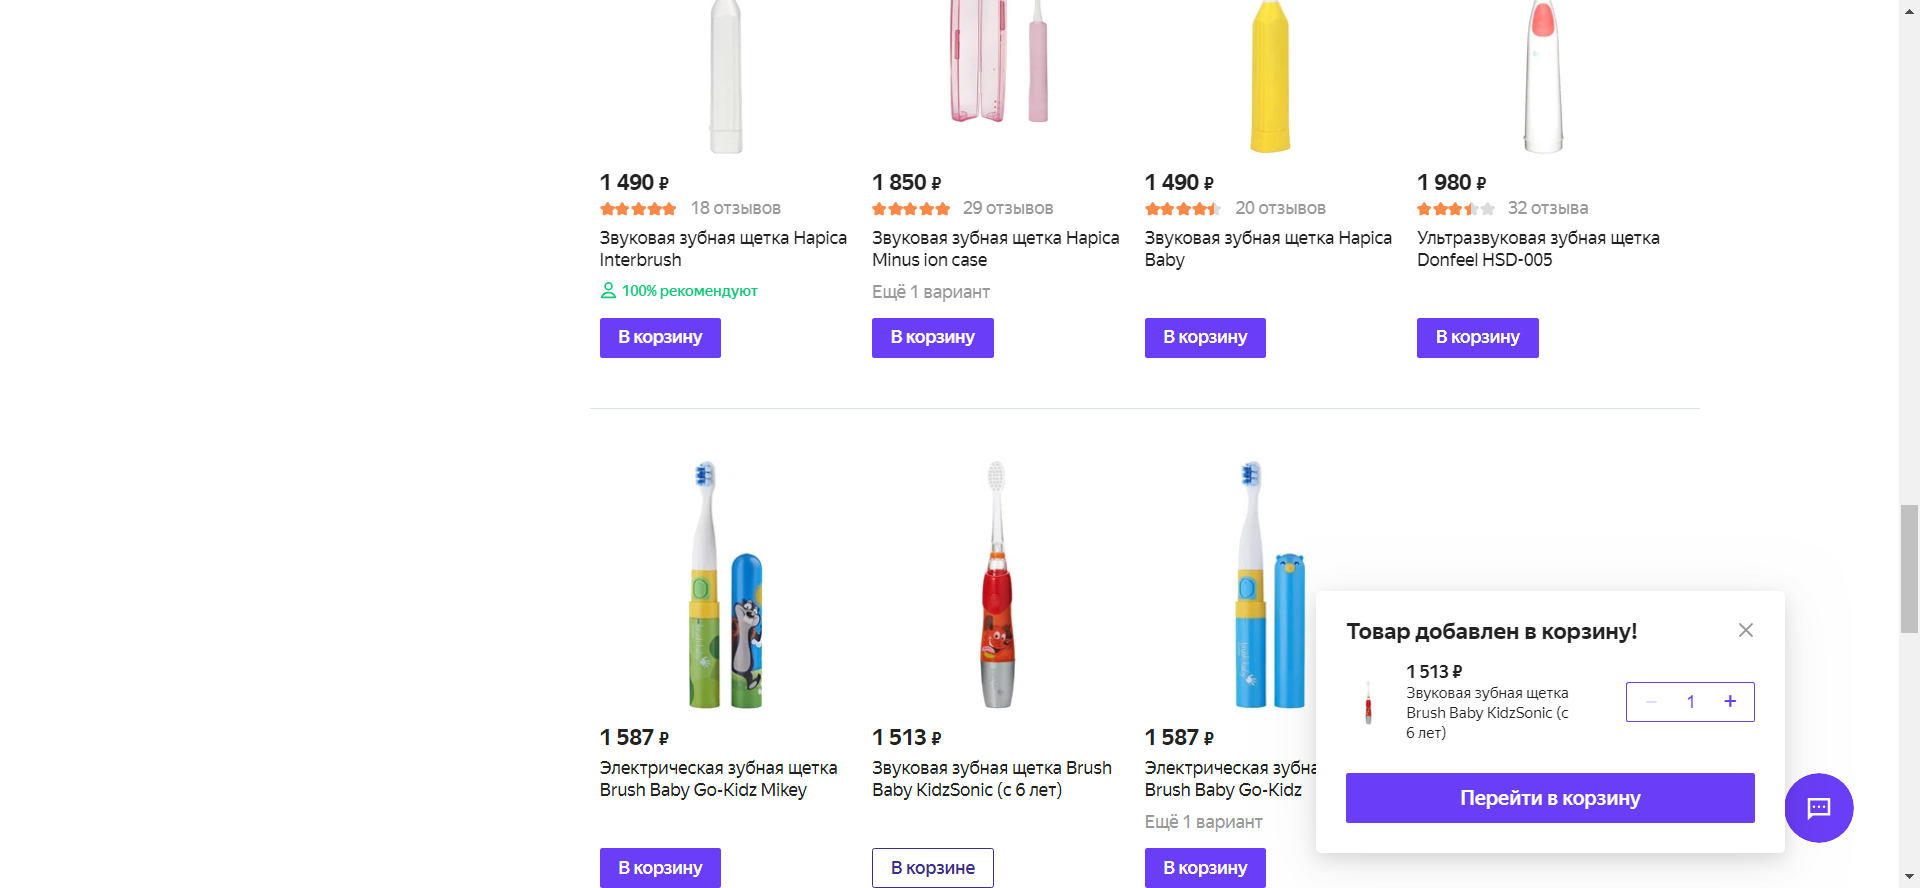 1 490 ₽
18 отзывов
Звуковая зубная щетка Hapica
Interbrush
100% рекомендуют
В корзину
1 850 ₽
29 отзывов
Звуковая зубная щетка Hapica
Minus ion case
Ещё 1 вариант
В корзину
1 490 ₽
20 отзывов
Звуковая зубная щетка Hapica
Baby
В корзину
1 980 ₽
32 отзыва
Ультразвуковая зубная щетка
Donfeel HSD-005
В корзину
1 587 ₽
Электрическая зубная щетка
Brush Baby Go-Kidz Mikey
В корзину
1 513 ₽
Звуковая зубная щетка Brush
Baby KidzSonic (с 6 лет)
В корзине
1 587 ₽
Электрическая зубна
Brush Baby Go-Kidz
Ещё 1 вариант
В корзину
Товар добавлен в корзину!
1 513 ₽
Звуковая зубная щетка
Brush Baby KidzSonic (с
6 лет)
− 1 +
Перейти в корзину